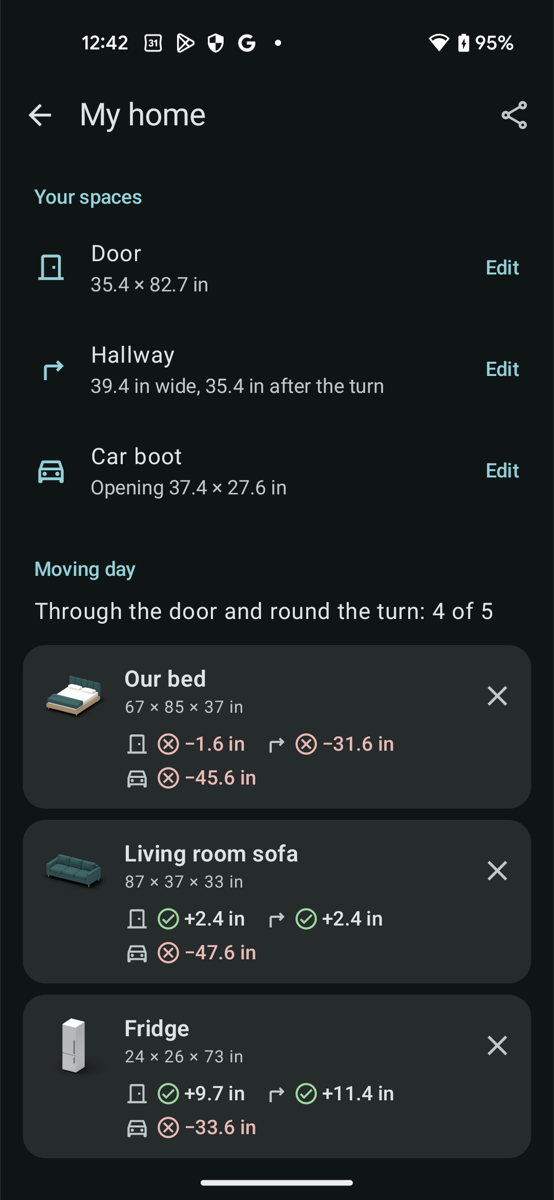 12:42
31
G
95%
My home
Your spaces
Door
35.4 × 82.7 in
Edit
Hallway
39.4 in wide, 35.4 in after the turn
Edit
Car boot
Opening 37.4 × 27.6 in
Edit
Moving day
Through the door and round the turn: 4 of 5
Our bed
67 × 85 × 37 in
−1.6 in −31.6 in
−45.6 in
Living room sofa
87 × 37 × 33 in
+2.4 in +2.4 in
−47.6 in
Fridge
24 × 26 × 73 in
+9.7 in +11.4 in
−33.6 in